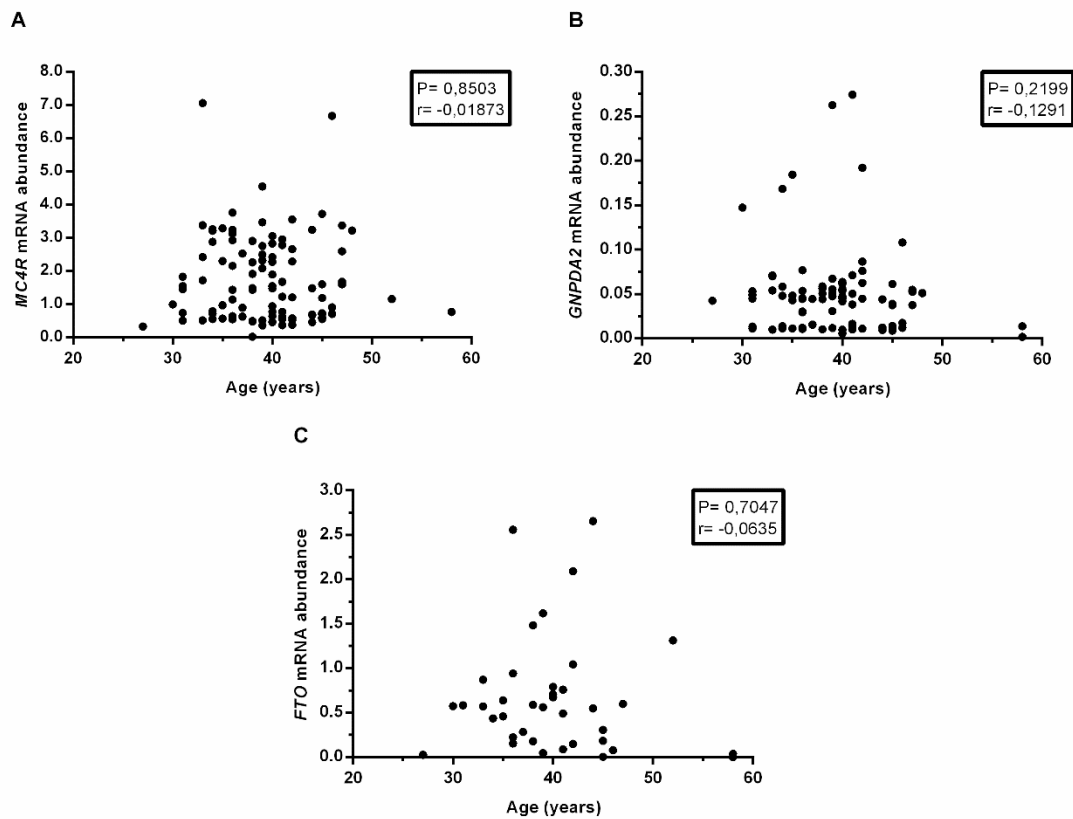 A
P= 0,8503
r= -0,01873
MC4R mRNA abundance
8.0
7.0
6.0
5.0
4.0
3.0
2.0
1.0
0.0
20 30 40 50 60
Age (years)
B
P= 0,2199
r= -0,1291
GNPDA2 mRNA abundance
0.30
0.25
0.20
0.15
0.10
0.05
0.00
20 30 40 50 60
Age (years)
C
P= 0,7047
r= -0,0635
FTO mRNA abundance
3.0
2.5
2.0
1.5
1.0
0.5
0.0
20 30 40 50 60
Age (years)